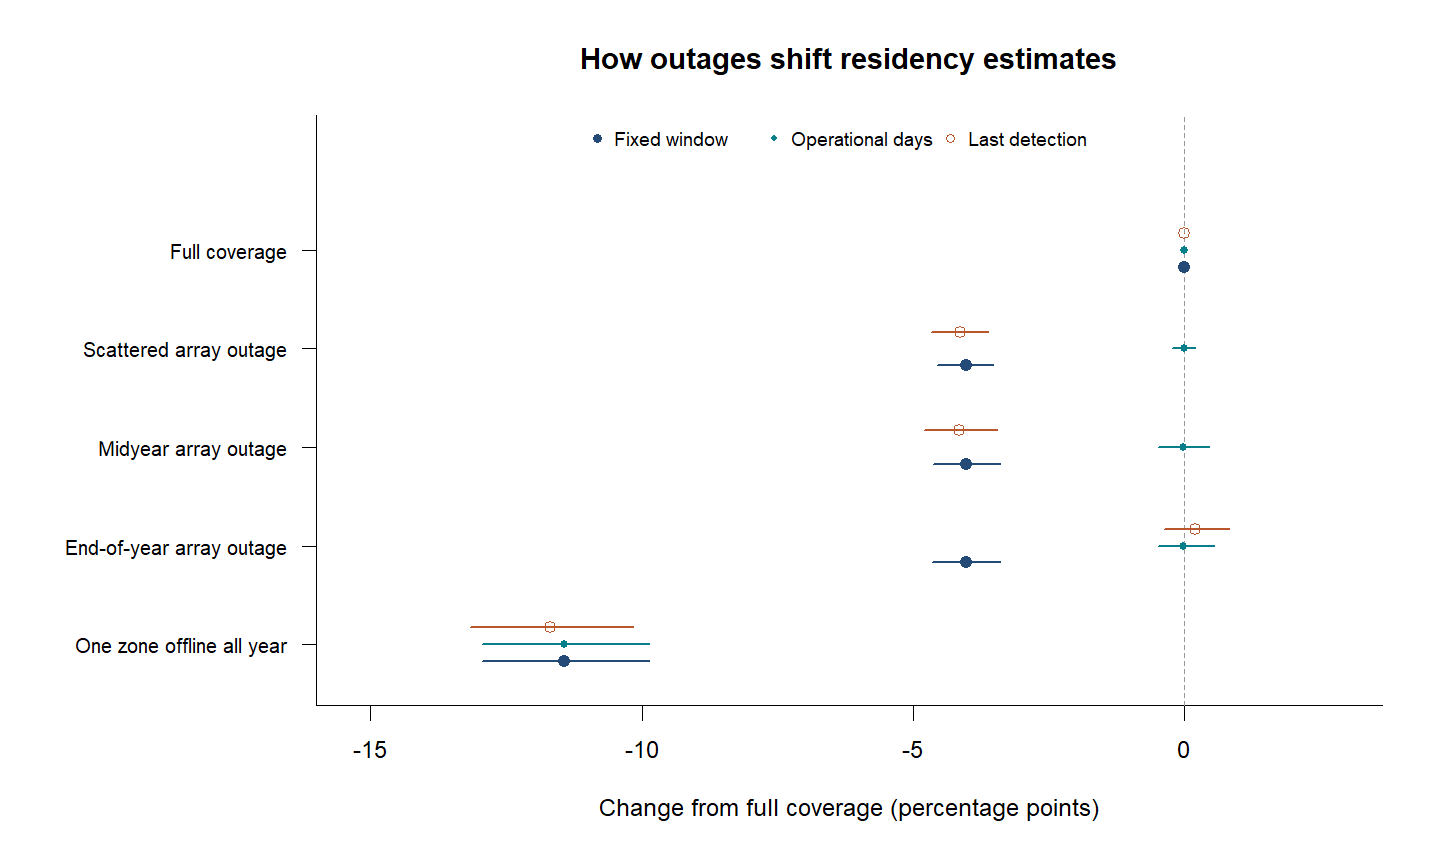 How outages shift residency estimates
Fixed window Operational days Last detection
Full coverage
Scattered array outage
Midyear array outage
End-of-year array outage
One zone offline all year
-15 -10 -5 0
Change from full coverage (percentage points)